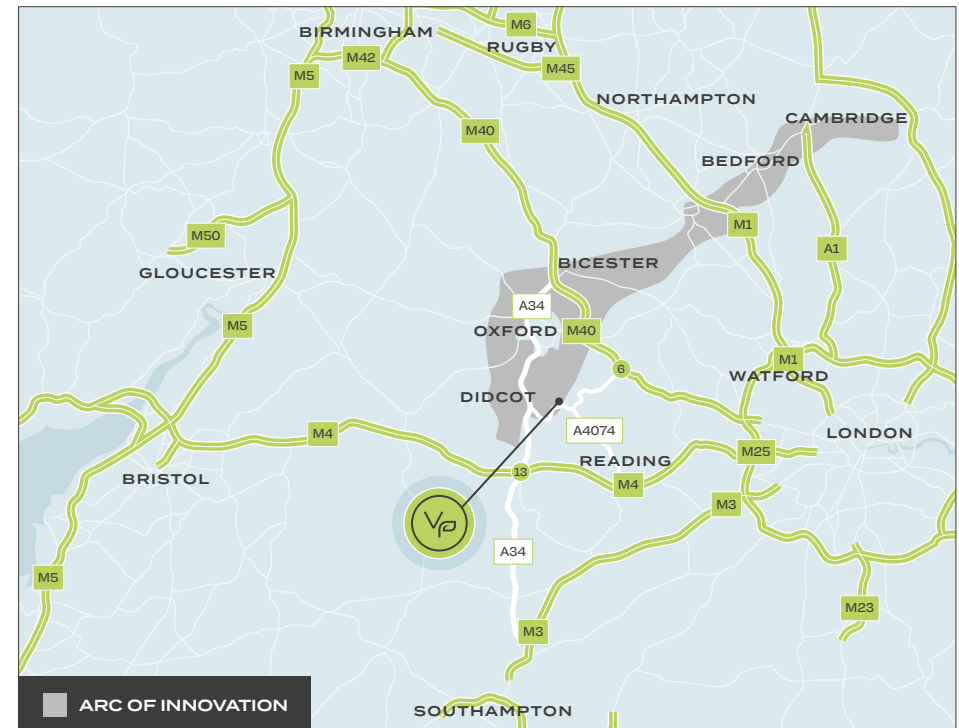 M6
BIRMINGHAM
RUGBY
M42
M45
M5
NORTHAMPTON
CAMBRIDGE
M40
BEDFORD
M1
M50
A1
BICESTER
GLOUCESTER
A34
M5
OXFORD
M40
M1
6
WATFORD
DIDCOT
A4074
M4
LONDON
M25
READING
13
BRISTOL
M4
M3
VP
A34
M5
M23
M3
ARC OF INNOVATION
SOUTHAMPTON